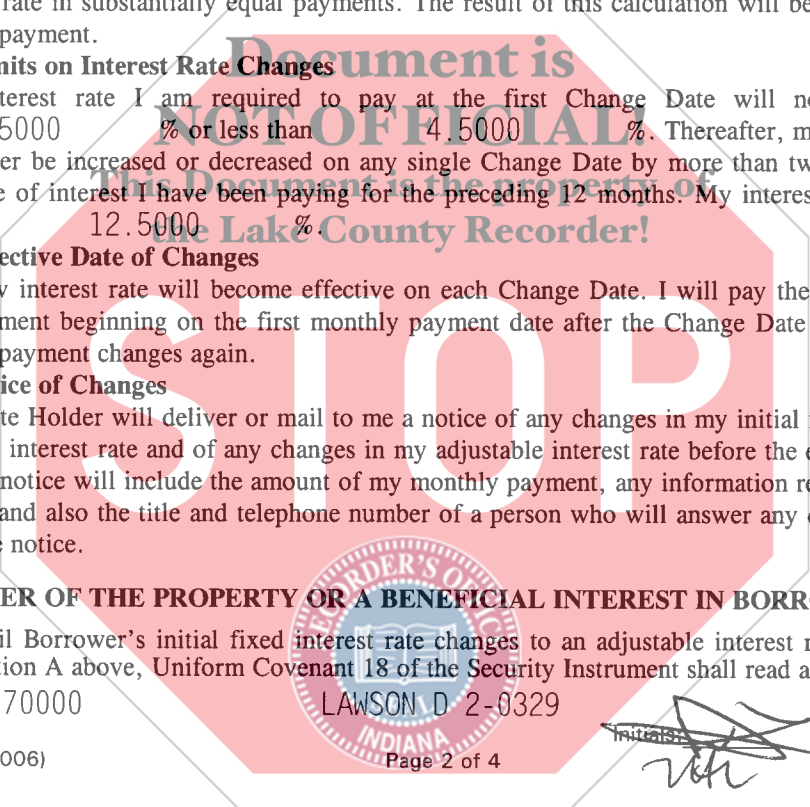 rate in substantially equal payments. The result of this calculation will be
payment.
Document is
nits on Interest Rate Changes
terest rate I am required to pay at the first Change Date will
NOT OFFICIAL!
5000 % or less than 4.5000 %. Thereafter,
er be increased or decreased on any single Change Date by more than
This Document is the property of
e of interest I have been paying for the preceding 12 months. My
the Lake County Recorder!
12.5000 %.
ective Date of Changes
interest rate will become effective on each Change Date. I will pay the
ment beginning on the first monthly payment date after the Change Date
payment changes again.
STOP
ice of Changes
te Holder will deliver or mail to me a notice of any changes in my initial
interest rate and of any changes in my adjustable interest rate before the
notice will include the amount of my monthly payment, any information
and also the title and telephone number of a person who will answer any
notice.
ER OF THE PROPERTY OR A BENEFICIAL INTEREST IN BORR
il Borrower's initial fixed interest rate changes to an adjustable interest
ion A above, Uniform Covenant 18 of the Security Instrument shall read
70000 LAWSON D 2-0329
RECORDER'S OFFICE
SEAL
INDIANA
Initials:
006) Page 2 of 4